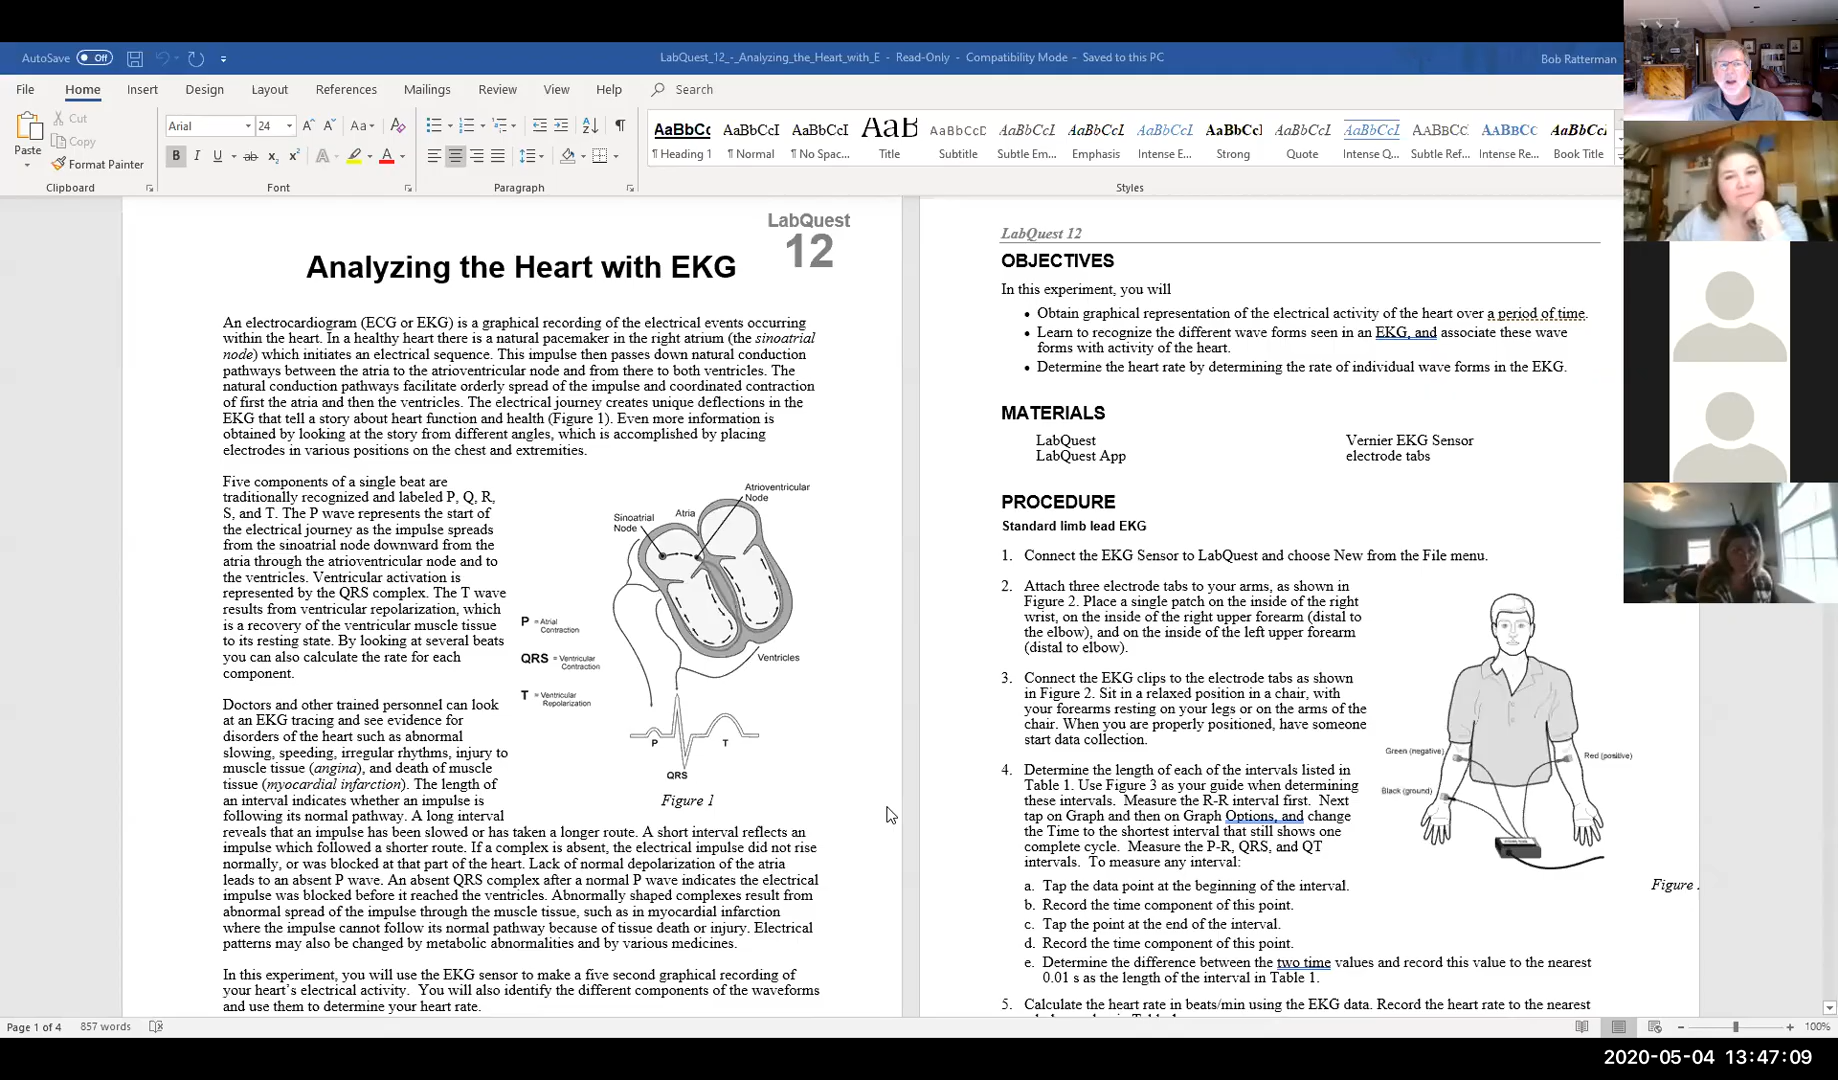 AutoSave Off
LabQuest_12_-_Analyzing_the_Heart_with_E - Read-Only - Compatibility Mode - Saved to this PC
Bob Ratterman
File Home Insert Design Layout References Mailings Review View Help Search
Paste
Cut
Copy
Format Painter
Clipboard
Arial 24
Font
Paragraph
AaBbCc AaBbCcI AaBbCcI AaB AaBbCcI AaBbCcL AaBbCcL AaBbCcL AaBbCcI AaBbCcL AaBbCcL AABBCC AABBCC AaBbCcL
¶ Heading 1 ¶ Normal ¶ No Spac... Title Subtitle Subtle Em... Emphasis Intense E... Strong Quote Intense Q... Subtle Ref... Intense Re... Book Title
Styles
LabQuest
12
Analyzing the Heart with EKG
An electrocardiogram (ECG or EKG) is a graphical recording of the electrical events occurring
within the heart. In a healthy heart there is a natural pacemaker in the right atrium (the sinoatrial
node) which initiates an electrical sequence. This impulse then passes down natural conduction
pathways between the atria to the atrioventricular node and from there to both ventricles. The
natural conduction pathways facilitate orderly spread of the impulse and coordinated contraction
of first the atria and then the ventricles. The electrical journey creates unique deflections in the
EKG that tell a story about heart function and health (Figure 1). Even more information is
obtained by looking at the story from different angles, which is accomplished by placing
electrodes in various positions on the chest and extremities.
Five components of a single beat are
traditionally recognized and labeled P, Q, R,
S, and T. The P wave represents the start of
the electrical journey as the impulse spreads
from the sinoatrial node downward from the
atria through the atrioventricular node and to
the ventricles. Ventricular activation is
represented by the QRS complex. The T wave
results from ventricular repolarization, which
is a recovery of the ventricular muscle tissue
to its resting state. By looking at several beats
you can also calculate the rate for each
component.
Atrioventricular
Node
Sinoatrial
Node
Atria
Ventricles
P = Atrial
Contraction
QRS = Ventricular
Contraction
T = Ventricular
Repolarization
P
T
QRS
Figure 1
Doctors and other trained personnel can look
at an EKG tracing and see evidence for
disorders of the heart such as abnormal
slowing, speeding, irregular rhythms, injury to
muscle tissue (angina), and death of muscle
tissue (myocardial infarction). The length of
an interval indicates whether an impulse is
following its normal pathway. A long interval
reveals that an impulse has been slowed or has taken a longer route. A short interval reflects an
impulse which followed a shorter route. If a complex is absent, the electrical impulse did not rise
normally, or was blocked at that part of the heart. Lack of normal depolarization of the atria
leads to an absent P wave. An absent QRS complex after a normal P wave indicates the electrical
impulse was blocked before it reached the ventricles. Abnormally shaped complexes result from
abnormal spread of the impulse through the muscle tissue, such as in myocardial infarction
where the impulse cannot follow its normal pathway because of tissue death or injury. Electrical
patterns may also be changed by metabolic abnormalities and by various medicines.
In this experiment, you will use the EKG sensor to make a five second graphical recording of
your heart's electrical activity. You will also identify the different components of the waveforms
and use them to determine your heart rate.
LabQuest 12
OBJECTIVES
In this experiment, you will
• Obtain graphical representation of the electrical activity of the heart over a period of time.
• Learn to recognize the different wave forms seen in an EKG, and associate these wave
forms with activity of the heart.
• Determine the heart rate by determining the rate of individual wave forms in the EKG.
MATERIALS
LabQuest Vernier EKG Sensor
LabQuest App electrode tabs
PROCEDURE
Standard limb lead EKG
1. Connect the EKG Sensor to LabQuest and choose New from the File menu.
2. Attach three electrode tabs to your arms, as shown in
Figure 2. Place a single patch on the inside of the right
wrist, on the inside of the right upper forearm (distal to
the elbow), and on the inside of the left upper forearm
(distal to elbow).
3. Connect the EKG clips to the electrode tabs as shown
in Figure 2. Sit in a relaxed position in a chair, with
your forearms resting on your legs or on the arms of the
chair. When you are properly positioned, have someone
start data collection.
4. Determine the length of each of the intervals listed in
Table 1. Use Figure 3 as your guide when determining
these intervals. Measure the R-R interval first. Next
tap on Graph and then on Graph Options, and change
the Time to the shortest interval that still shows one
complete cycle. Measure the P-R, QRS, and QT
intervals. To measure any interval:
Green (negative)
Red (positive)
Black (ground)
Figure
a. Tap the data point at the beginning of the interval.
b. Record the time component of this point.
c. Tap the point at the end of the interval.
d. Record the time component of this point.
e. Determine the difference between the two time values and record this value to the nearest
0.01 s as the length of the interval in Table 1.
5. Calculate the heart rate in beats/min using the EKG data. Record the heart rate to the nearest
Page 1 of 4 857 words
100%
2020-05-04 13:47:09